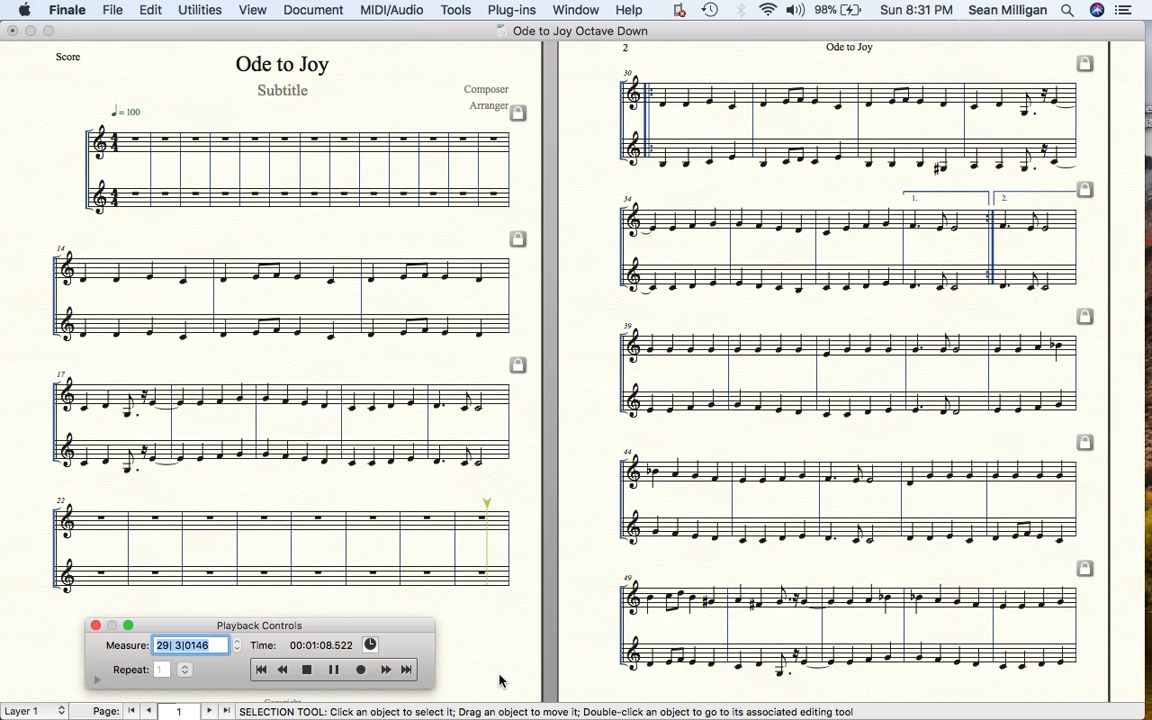 Finale File Edit Utilities View Document MIDI/Audio Tools Plug-ins Window Help 98% Sun 8:31 PM Sean Milligan
Ode to Joy Octave Down
Score
Ode to Joy
Subtitle
Composer
Arranger
= 100
14
17
22
2
Ode to Joy
30
34
1. 2.
39
44
49
Playback Controls
Measure: 29| 3|0146 Time: 00:01:08.522
Repeat: 1
Layer 1 Page: 1 SELECTION TOOL: Click an object to select it; Drag an object to move it; Double-click an object to go to its associated editing tool